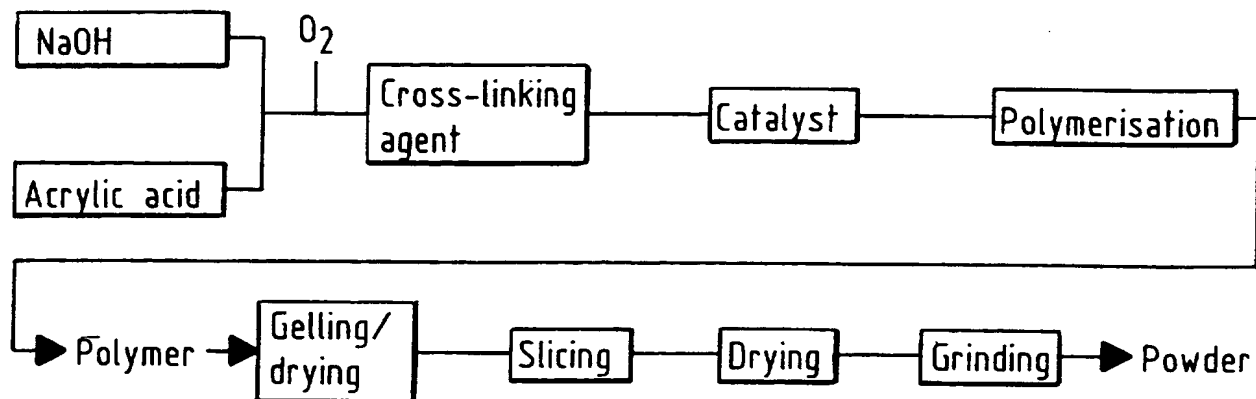 NaOH
O2
Cross-linking
agent
Catalyst
Polymerisation
Acrylic acid
Polymer
Gelling/
drying
Slicing
Drying
Grinding
Powder